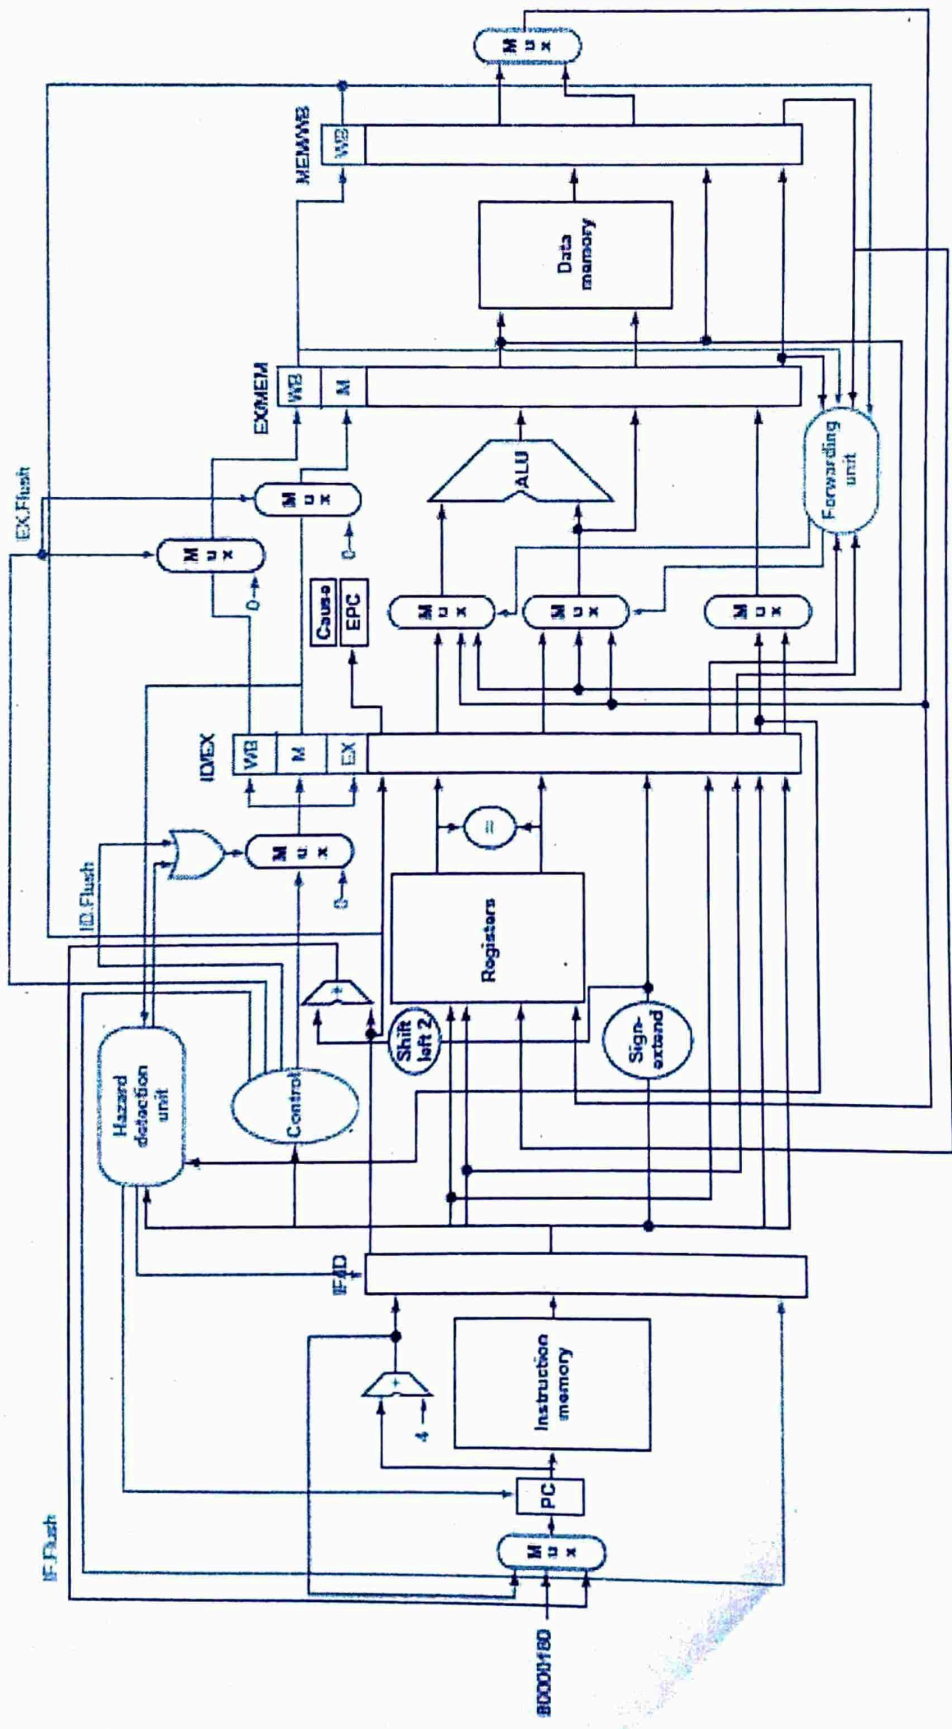 EX.Flush
IF.Flush
ID.Flush
Hazard
detection
unit
Control
M
u
x
0
ID/EX
WB
M
EX
M
u
x
0
M
u
x
0
EX/MEM
WB
M
MEM/WB
WB
Cause
EPC
IF/ID
+
4
+
Shift
left 2
Registers
=
M
u
x
M
u
x
ALU
Data
memory
M
u
x
80000180
M
u
x
PC
Instruction
memory
Sign-
extend
M
u
x
Forwarding
unit